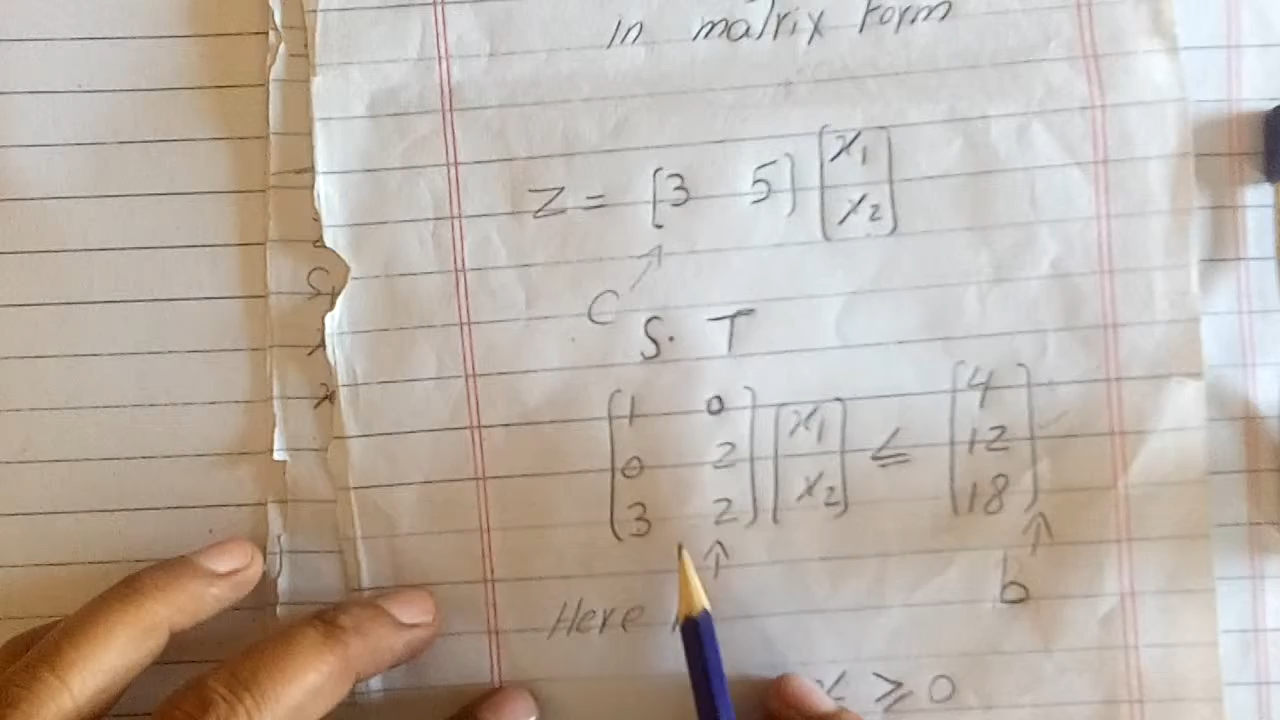 in matrix form
Z = [3 5] [x1
x2]
C
S. T
[1 0
0 2
3 2] [x1
x2] ≤ [4
12
18]
b
Here
x ≥ 0